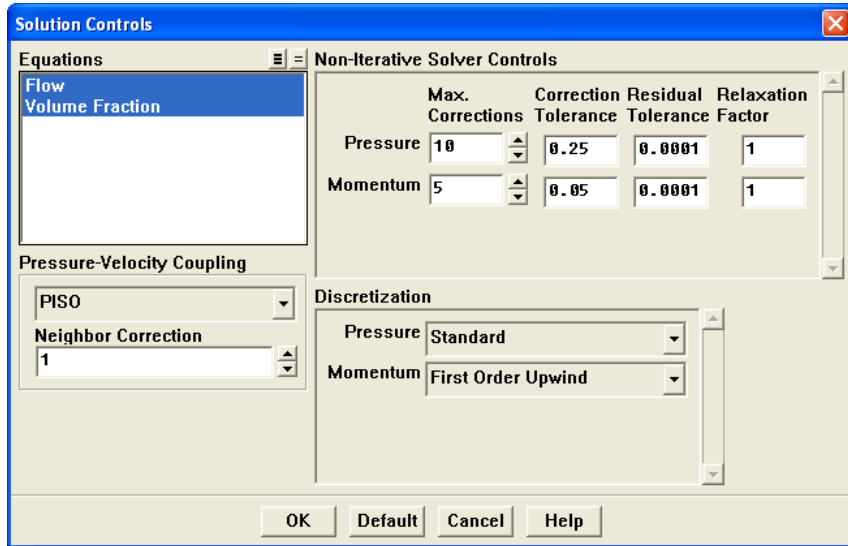 Solution Controls
Equations
Flow
Volume Fraction
Pressure-Velocity Coupling
PISO
Neighbor Correction
1
Non-Iterative Solver Controls
Max. Corrections Correction Tolerance Residual Tolerance Relaxation Factor
Pressure 10 0.25 0.0001 1
Momentum 5 0.05 0.0001 1
Discretization
Pressure Standard
Momentum First Order Upwind
OK Default Cancel Help